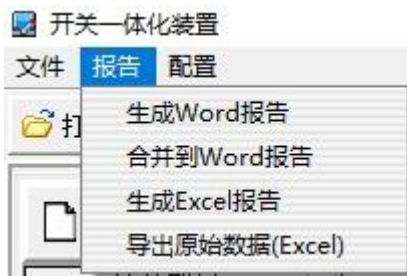 开关一体化装置
文件 报告 配置
打
生成Word报告
合并到Word报告
生成Excel报告
导出原始数据(Excel)